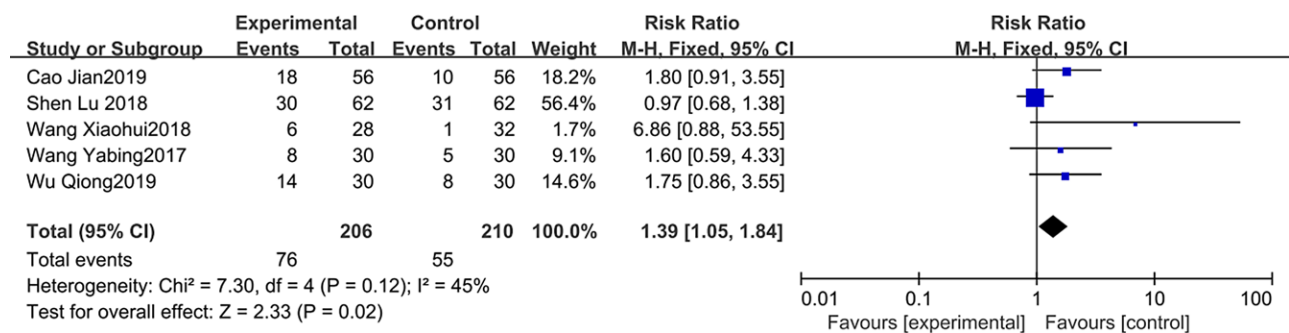 Experimental Control Risk Ratio Risk Ratio
Study or Subgroup Events Total Events Total Weight M-H, Fixed, 95% CI M-H, Fixed, 95% CI
Cao Jian2019 18 56 10 56 18.2% 1.80 [0.91, 3.55]
Shen Lu 2018 30 62 31 62 56.4% 0.97 [0.68, 1.38]
Wang Xiaohui2018 6 28 1 32 1.7% 6.86 [0.88, 53.55]
Wang Yabing2017 8 30 5 30 9.1% 1.60 [0.59, 4.33]
Wu Qiong2019 14 30 8 30 14.6% 1.75 [0.86, 3.55]
Total (95% CI) 206 210 100.0% 1.39 [1.05, 1.84]
Total events 76 55
Heterogeneity: Chi² = 7.30, df = 4 (P = 0.12); I² = 45%
Test for overall effect: Z = 2.33 (P = 0.02)
0.01 0.1 1 10 100
Favours [experimental] Favours [control]